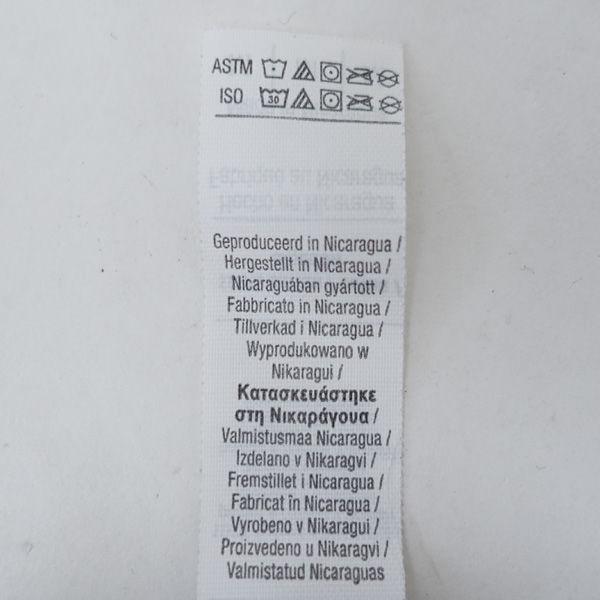 ASTM
ISO 30
Geproduceerd in Nicaragua /
Hergestellt in Nicaragua /
Nicaraguában gyártott /
Fabbricato in Nicaragua /
Tillverkad i Nicaragua /
Wyprodukowano w
Nikaragui /
Κατασκευάστηκε
στη Νικαράγουα /
Valmistusmaa Nicaragua /
Izdelano v Nikaragvi /
Fremstillet i Nicaragua /
Fabricat în Nicaragua /
Vyrobeno v Nikaragui /
Proizvedeno u Nikaragvi /
Valmistatud Nicaraguas